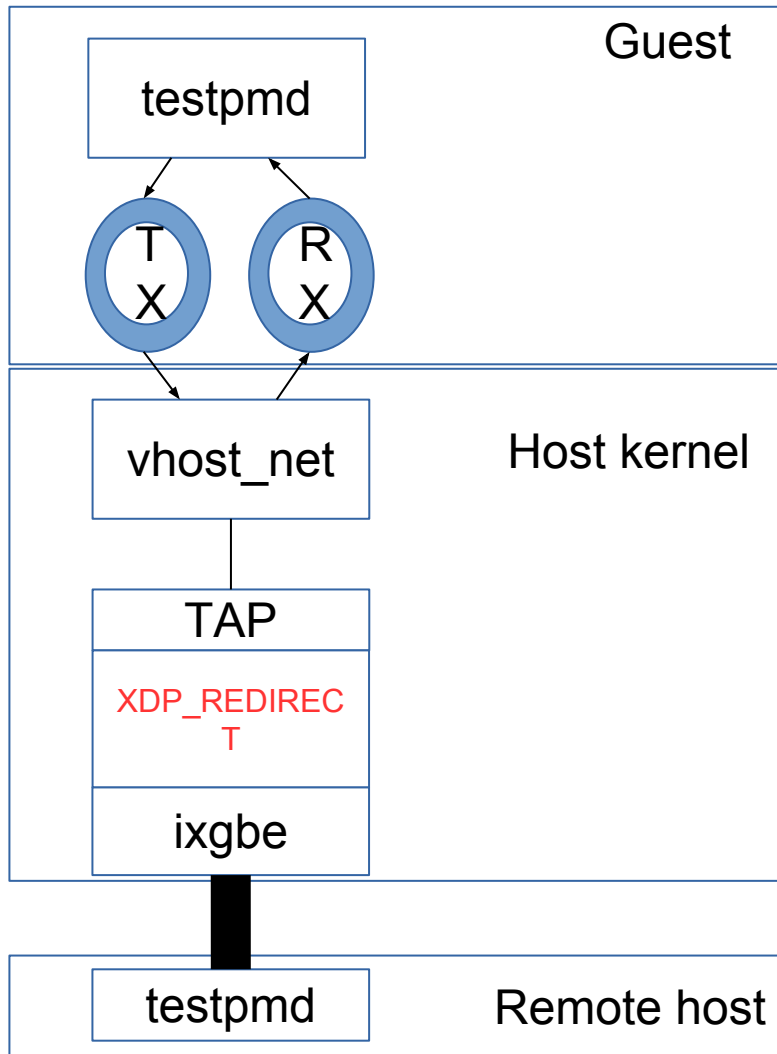 Guest
testpmd
T
X
R
X
vhost_net
Host kernel
TAP
XDP_REDIREC
T
ixgbe
testpmd
Remote host